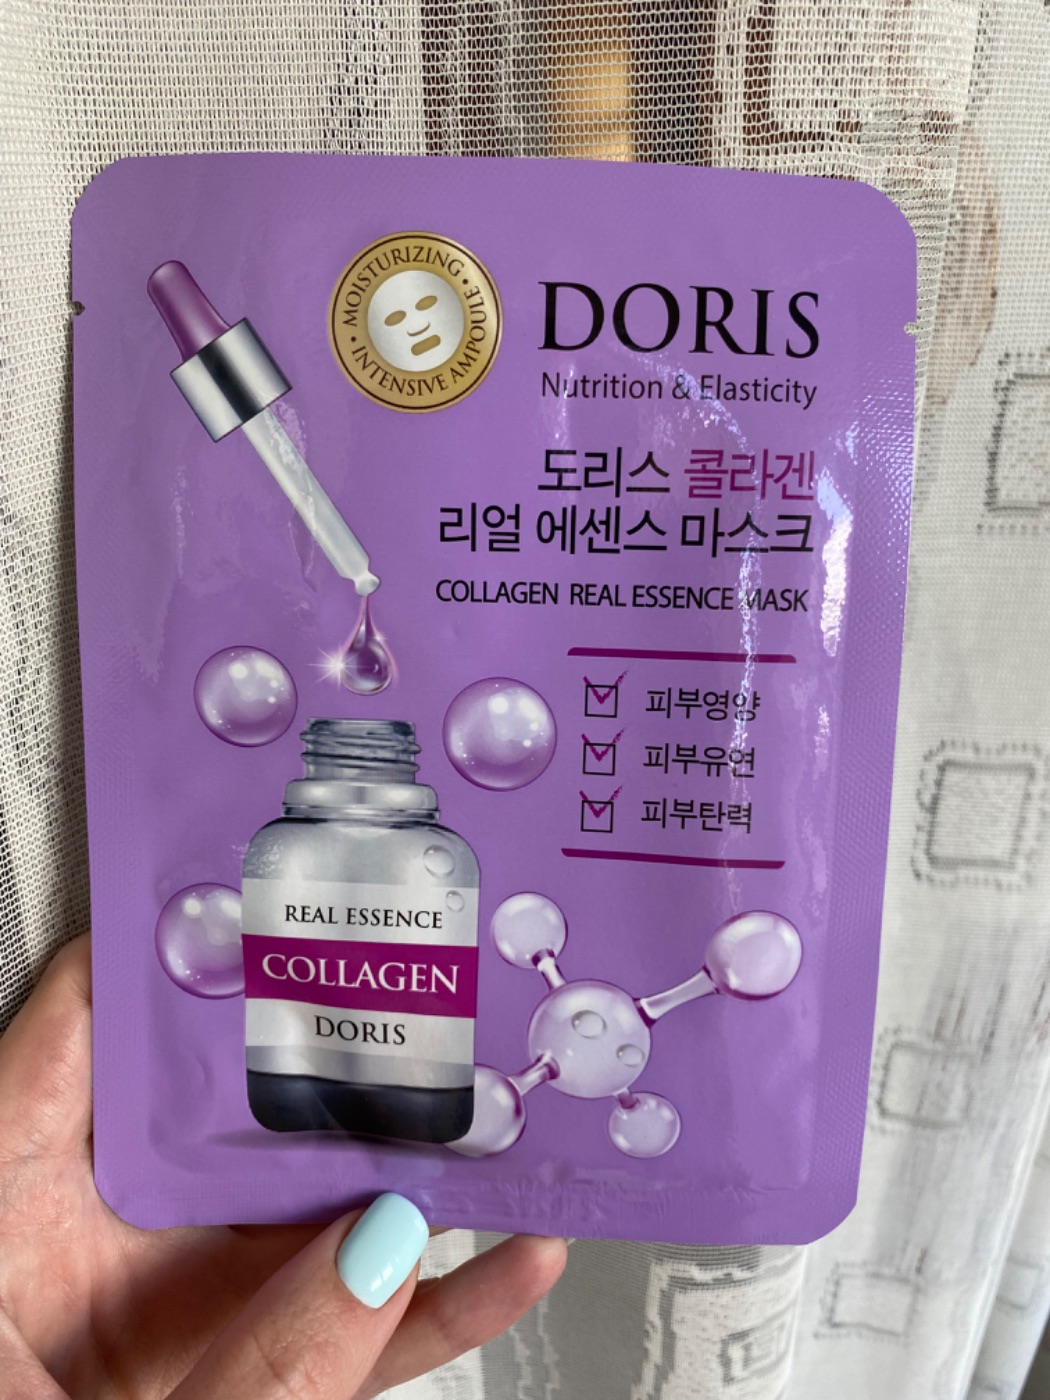 MOISTURIZING • INTENSIVE AMPOULE •
DORIS
Nutrition & Elasticity
도리스 콜라겐
리얼 에센스 마스크
COLLAGEN REAL ESSENCE MASK
피부영양
피부유연
피부탄력
REAL ESSENCE
COLLAGEN
DORIS